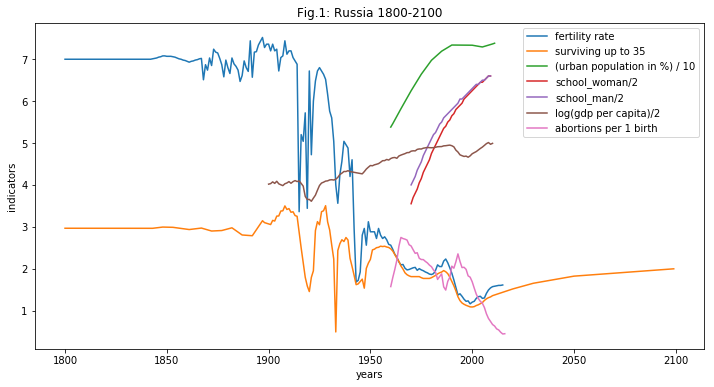 Fig.1: Russia 1800-2100
fertility rate
surviving up to 35
(urban population in %) / 10
school_woman/2
school_man/2
log(gdp per capita)/2
abortions per 1 birth
indicators
7
6
5
4
3
2
1
1800 1850 1900 1950 2000 2050 2100
years